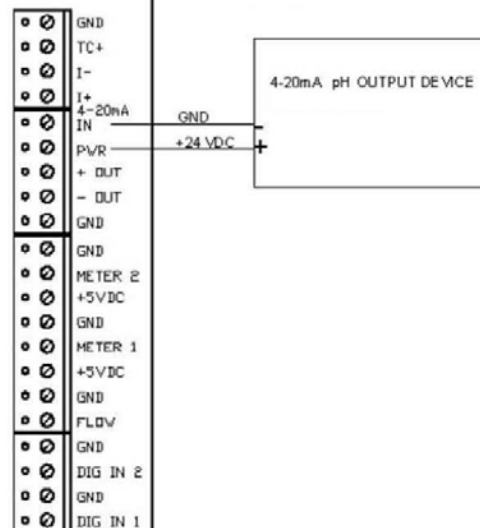 GND
TC+
I-
I+
4-20mA
IN
PWR
+ OUT
- OUT
GND
GND
METER 2
+5VDC
GND
METER 1
+5VDC
GND
FLOW
GND
DIG IN 2
GND
DIG IN 1
GND
+24 VDC
-
+
4-20mA pH OUTPUT DEVICE